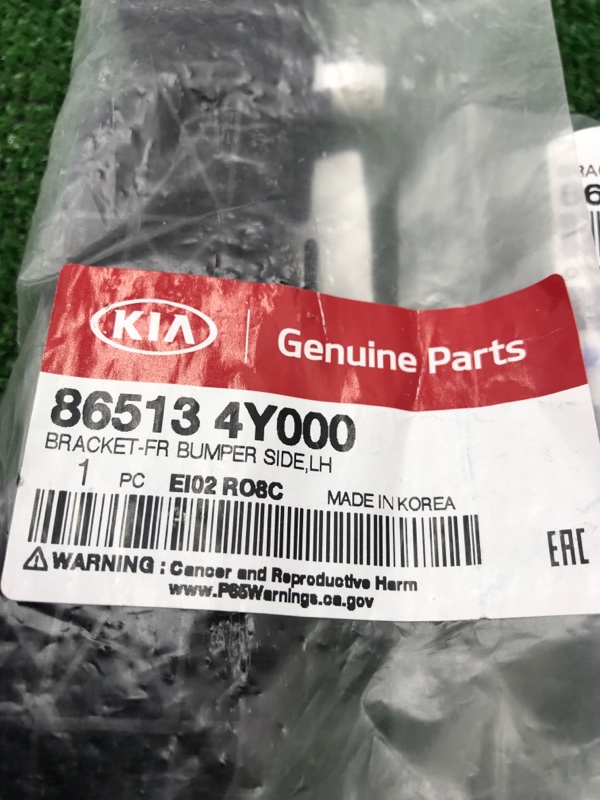 KIA Genuine Parts
86513 4Y000
BRACKET-FR BUMPER SIDE,LH
1 PC EI02 RO8C MADE IN KOREA
EAC
WARNING : Cancer and Reproductive Harm
www.P65Warnings.ca.gov